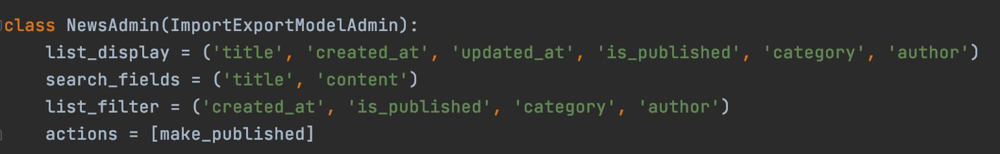 class NewsAdmin(ImportExportModelAdmin):
    list_display = ('title', 'created_at', 'updated_at', 'is_published', 'category', 'author')
    search_fields = ('title', 'content')
    list_filter = ('created_at', 'is_published', 'category', 'author')
    actions = [make_published]